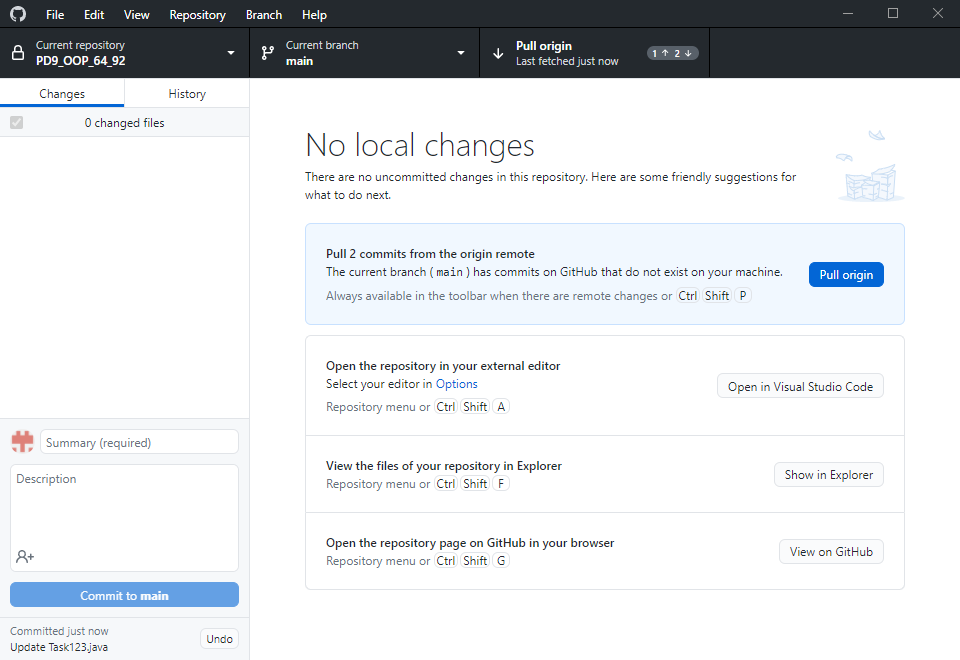 File Edit View Repository Branch Help
Current repository
PD9_OOP_64_92
Current branch
main
Pull origin
Last fetched just now
1 ↑ 2 ↓
Changes History
0 changed files
No local changes
There are no uncommitted changes in this repository. Here are some friendly suggestions for
what to do next.
Pull 2 commits from the origin remote
The current branch ( main ) has commits on GitHub that do not exist on your machine.
Always available in the toolbar when there are remote changes or Ctrl Shift P
Pull origin
Open the repository in your external editor
Select your editor in Options
Repository menu or Ctrl Shift A
Open in Visual Studio Code
View the files of your repository in Explorer
Repository menu or Ctrl Shift F
Show in Explorer
Open the repository page on GitHub in your browser
Repository menu or Ctrl Shift G
View on GitHub
Summary (required)
Description
Commit to main
Committed just now
Update Task123.java
Undo